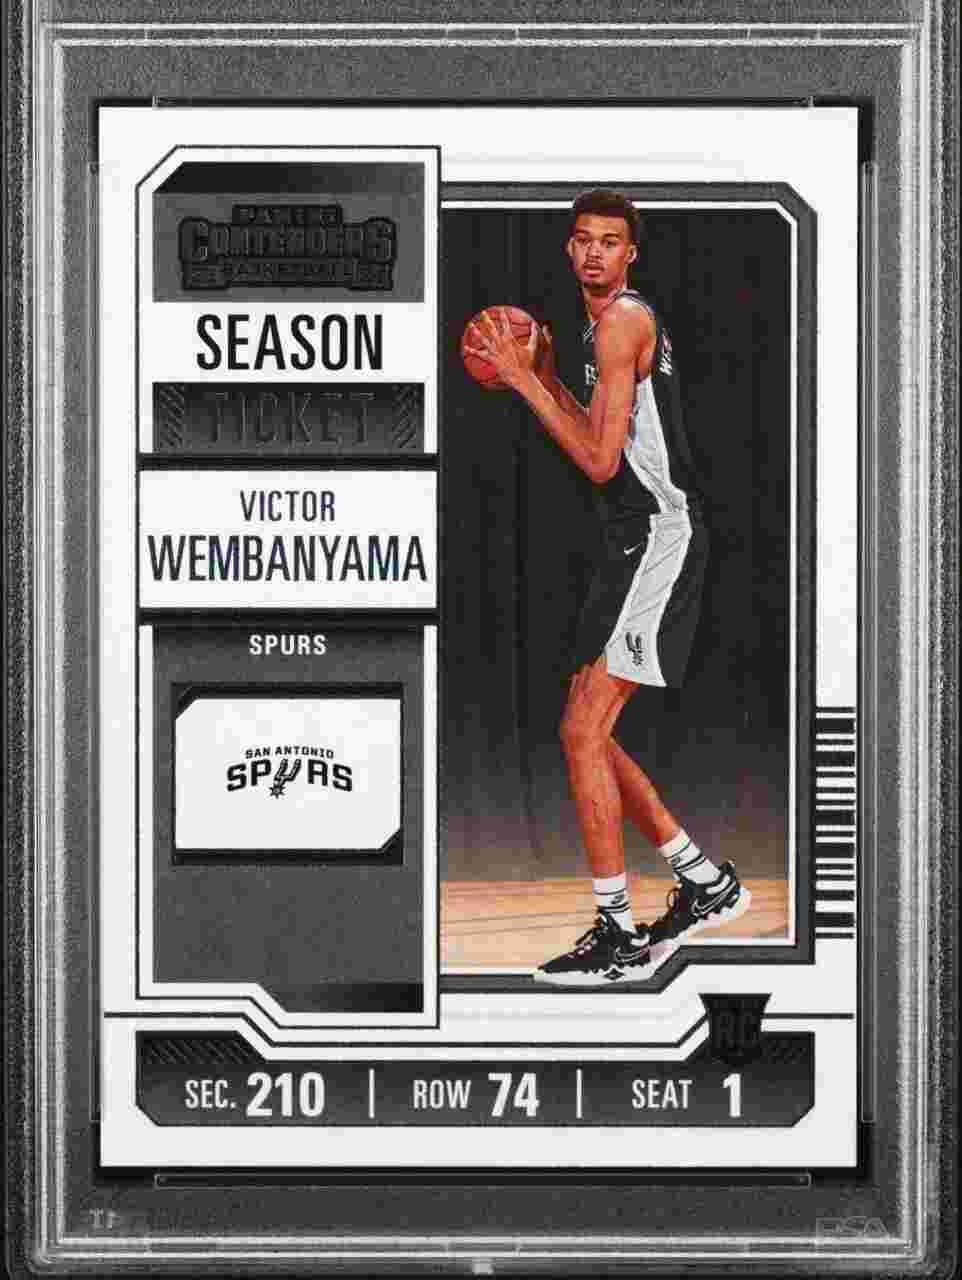 PANINI
CONTENDERS
BASKETBALL
SEASON
TICKET
VICTOR
WEMBANYAMA
SPURS
SAN ANTONIO
SPURS
RC
SEC. 210 | ROW 74 | SEAT 1
PSA